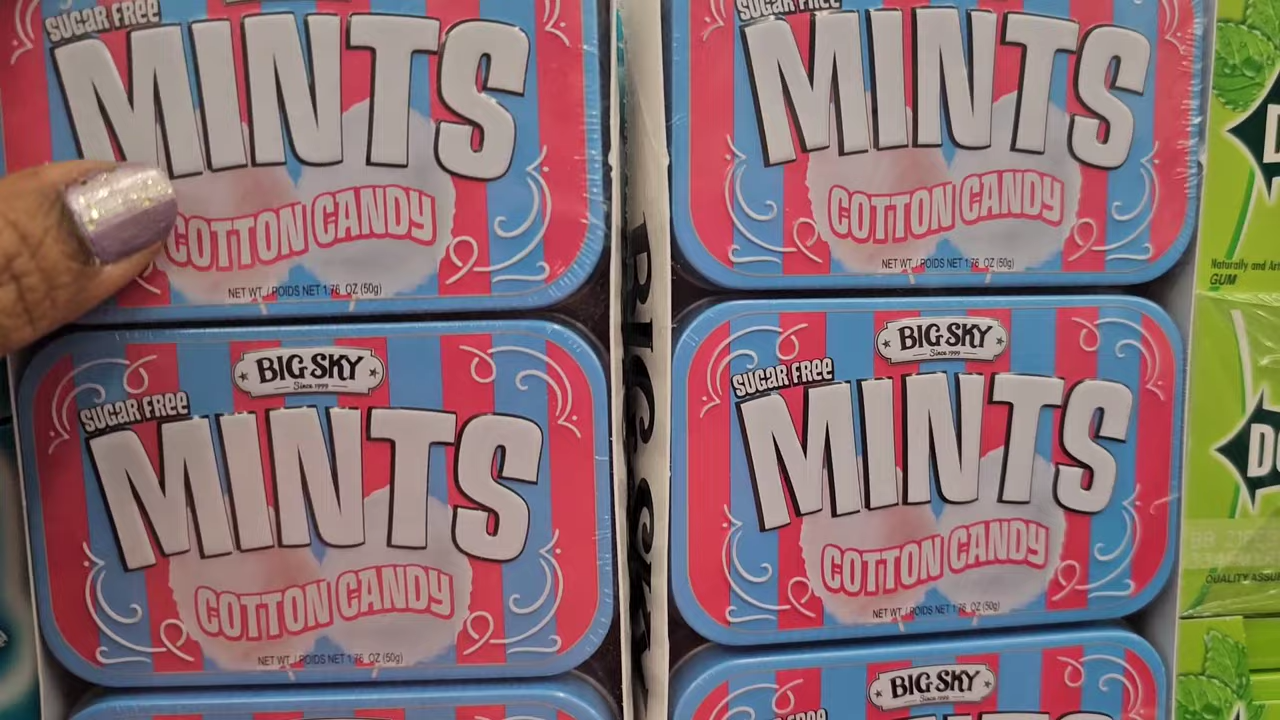 SUGAR FREE
MINTS
COTTON CANDY
NET WT. / POIDS NET 1.76 OZ (50g)
SUGAR FREE
MINTS
COTTON CANDY
NET WT. / POIDS NET 1.76 OZ (50g)
BIG·SKY
Since 1999
SUGAR FREE
MINTS
COTTON CANDY
NET WT. / POIDS NET 1.76 OZ (50g)
BIG·SKY
Since 1999
SUGAR FREE
MINTS
COTTON CANDY
NET WT. / POIDS NET 1.76 OZ (50g)
BIG·SKY
Since 1999
BIG SKY
Naturally and Art
GUM
D